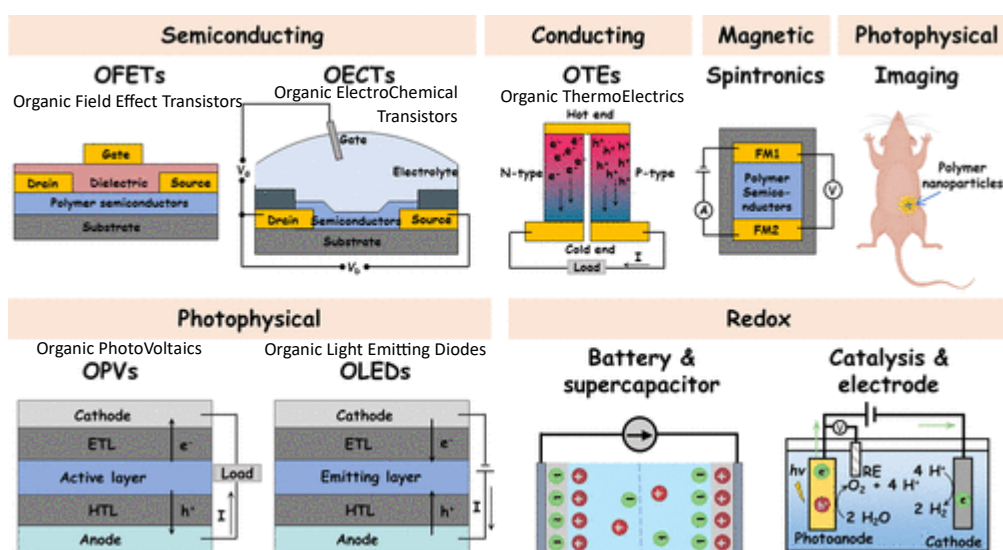 Semiconducting
Conducting
Magnetic
Photophysical
OFETs
Organic Field Effect Transistors
Gate
Drain
Dielectric
Source
Polymer semiconductors
Substrate
OECTs
Organic ElectroChemical
Transistors
Gate
Electrolyte
Drain
Semiconductors
Source
Substrate
V_D
OTEs
Organic ThermoElectrics
Hot end
N-type
e⁻ e⁻ e⁻
h⁺ h⁺ h⁺
P-type
Cold end
Load
I
Spintronics
FM1
Polymer
Semico-
nductors
FM2
A
V
Imaging
Polymer
nanoparticles
Photophysical
Redox
Organic PhotoVoltaics
OPVs
Cathode
ETL
e⁻
Active layer
Load
HTL
h⁺
I
Anode
Organic Light Emitting Diodes
OLEDs
Cathode
ETL
e⁻
Emitting layer
HTL
h⁺
I
Anode
Battery &
supercapacitor
Catalysis &
electrode
V
hv
RE
4 H⁺
O₂ + 4 H⁺
2 H₂
2 H₂O
Photoanode
Cathode